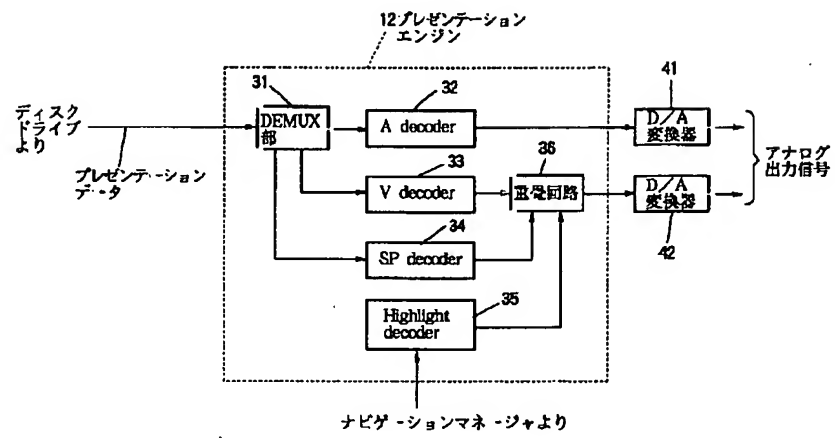 12プレゼンテーション
エンジン
31
32
41
ディスク
ドライブ
より
DEMUX
部
A decoder
D／A
変換器
プレゼンテーション
データ
33
36
アナログ
出力信号
V decoder
重畳回路
D／A
変換器
34
42
SP decoder
35
Highlight
decoder
ナビゲーションマネージャより